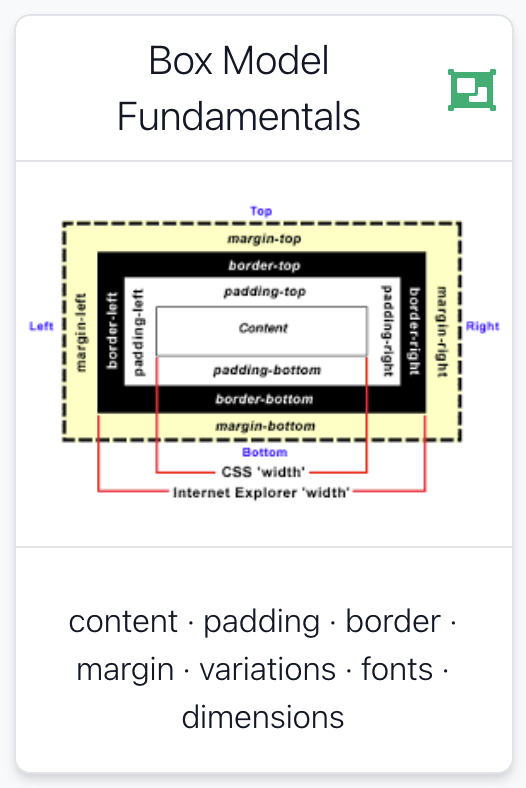 Box Model
Fundamentals
Top
margin-top
border-top
padding-top
Left
margin-left
border-left
padding-left
Content
padding-right
border-right
margin-right
Right
padding-bottom
border-bottom
margin-bottom
Bottom
CSS 'width'
Internet Explorer 'width'
content · padding · border ·
margin · variations · fonts ·
dimensions